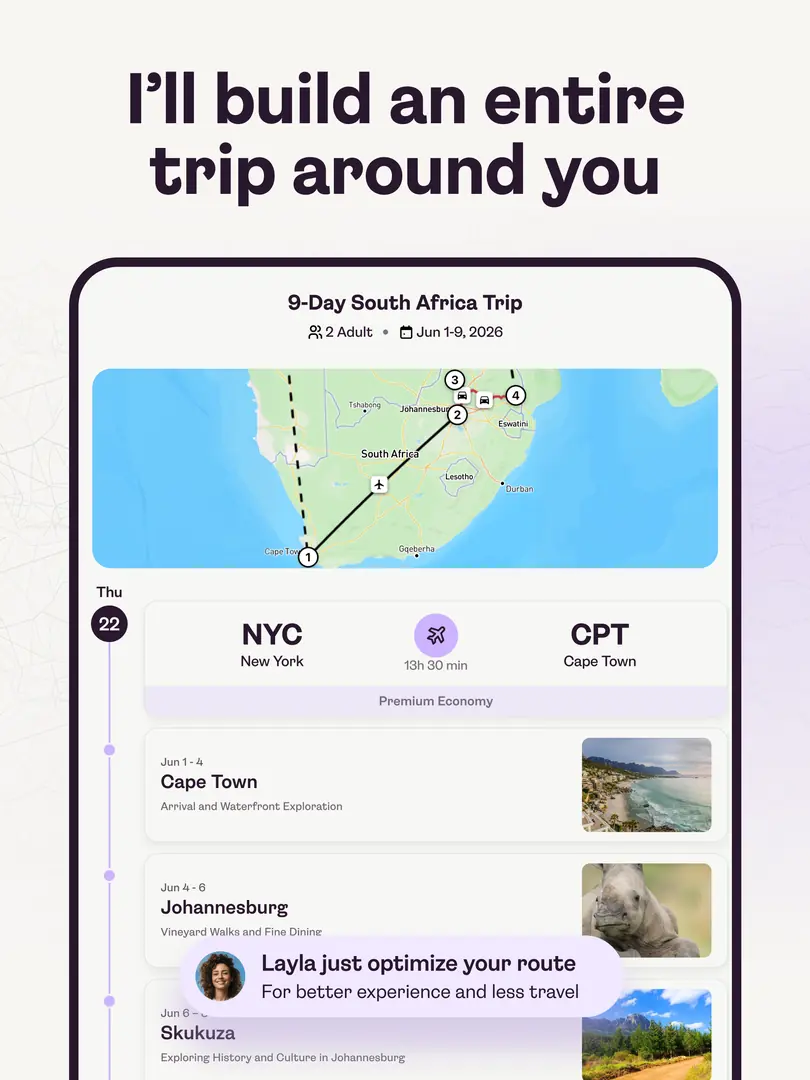 I'll build an entire
trip around you
9-Day South Africa Trip
2 Adult • Jun 1-9, 2026
3
4
Tshabong
Johannesbur
2
Eswatini
South Africa
Lesotho
Durban
Cape Tow
1
Gqeberha
Thu
22
NYC
New York
13h 30 min
CPT
Cape Town
Premium Economy
Jun 1 - 4
Cape Town
Arrival and Waterfront Exploration
Jun 4 - 6
Johannesburg
Vineyard Walks and Fine Dining
Layla just optimize your route
For better experience and less travel
Jun 6 –
Skukuza
Exploring History and Culture in Johannesburg